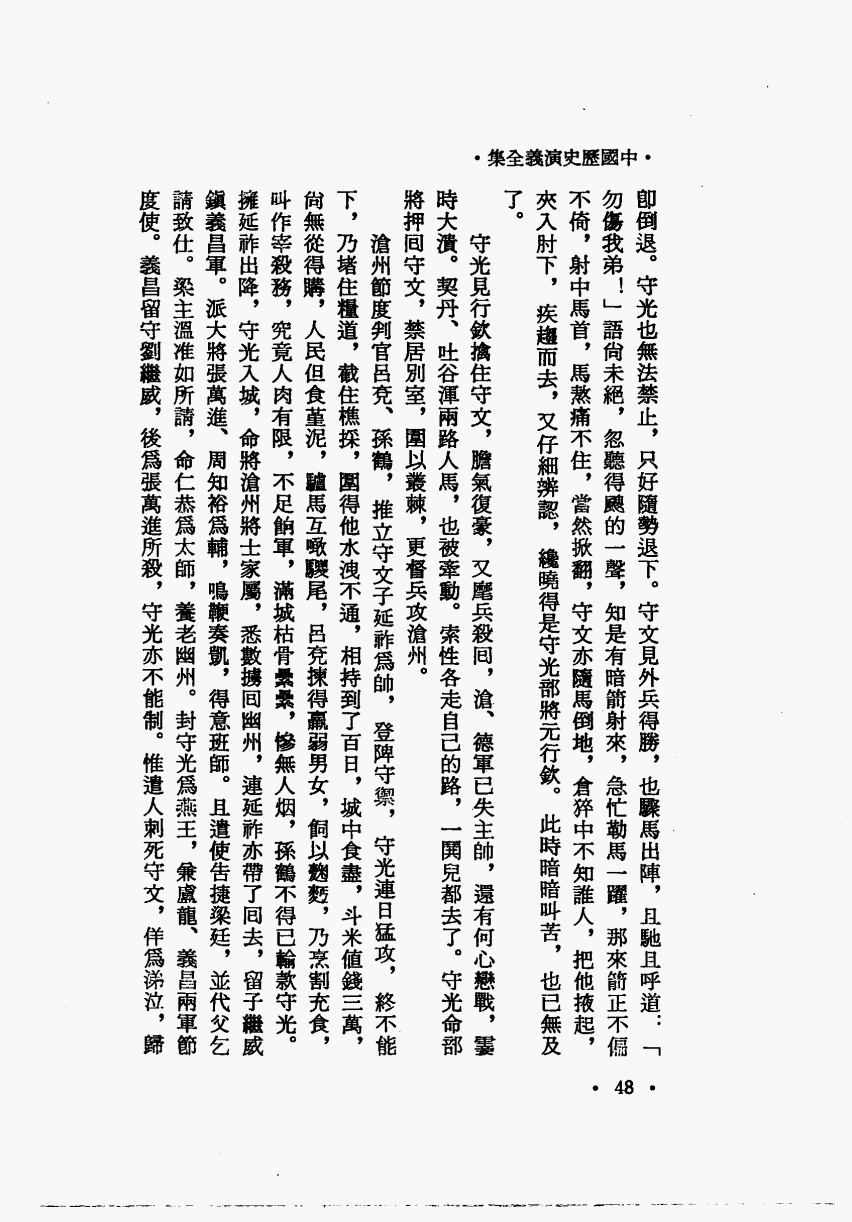 •中國歷史演義全集•
卽倒退。守光也無法禁止，只好隨勢退下。守文見外兵得勝，也驟馬出陣，且馳且呼道：「
勿傷我弟！」語尙未絕，忽聽得颼的一聲，知是有暗箭射來，急忙勒馬一躍，那來箭正不偏
不倚，射中馬首，馬熬痛不住，當然掀翻，守文亦隨馬倒地，倉猝中不知誰人，把他掖起，
夾入肘下，疾趨而去，又仔細辨認，纔曉得是守光部將元行欽。此時暗暗叫苦，也已無及
了。
守光見行欽擒住守文，膽氣復豪，又麾兵殺囘，滄、德軍已失主帥，還有何心戀戰，霎
時大潰。契丹、吐谷渾兩路人馬，也被牽動。索性各走自己的路，一閧兒都去了。守光命部
將押囘守文，禁居別室，圍以叢棘，更督兵攻滄州。
滄州節度判官呂兗、孫鶴，推立守文子延祚爲帥，登陴守禦，守光連日猛攻，終不能
下，乃堵住糧道，截住樵採，圍得他水洩不通，相持到了百日，城中食盡，斗米値錢三萬，
尙無從得購，人民但食堇泥，驢馬互噉騣尾，呂兗揀得羸弱男女，飼以麴麪，乃烹割充食，
叫作宰殺務，究竟人肉有限，不足餉軍，滿城枯骨纍纍，慘無人烟，孫鶴不得已輸款守光。
擁延祚出降，守光入城，命將滄州將士家屬，悉數擄囘幽州，連延祚亦帶了囘去，留子繼威
鎭義昌軍。派大將張萬進、周知裕爲輔，鳴鞭奏凱，得意班師。且遣使告捷梁廷，並代父乞
請致仕。梁主溫准如所請，命仁恭爲太師，養老幽州。封守光爲燕王，兼盧龍、義昌兩軍節
度使。義昌留守劉繼威，後爲張萬進所殺，守光亦不能制。惟遣人刺死守文，佯爲涕泣，歸
• 48 •